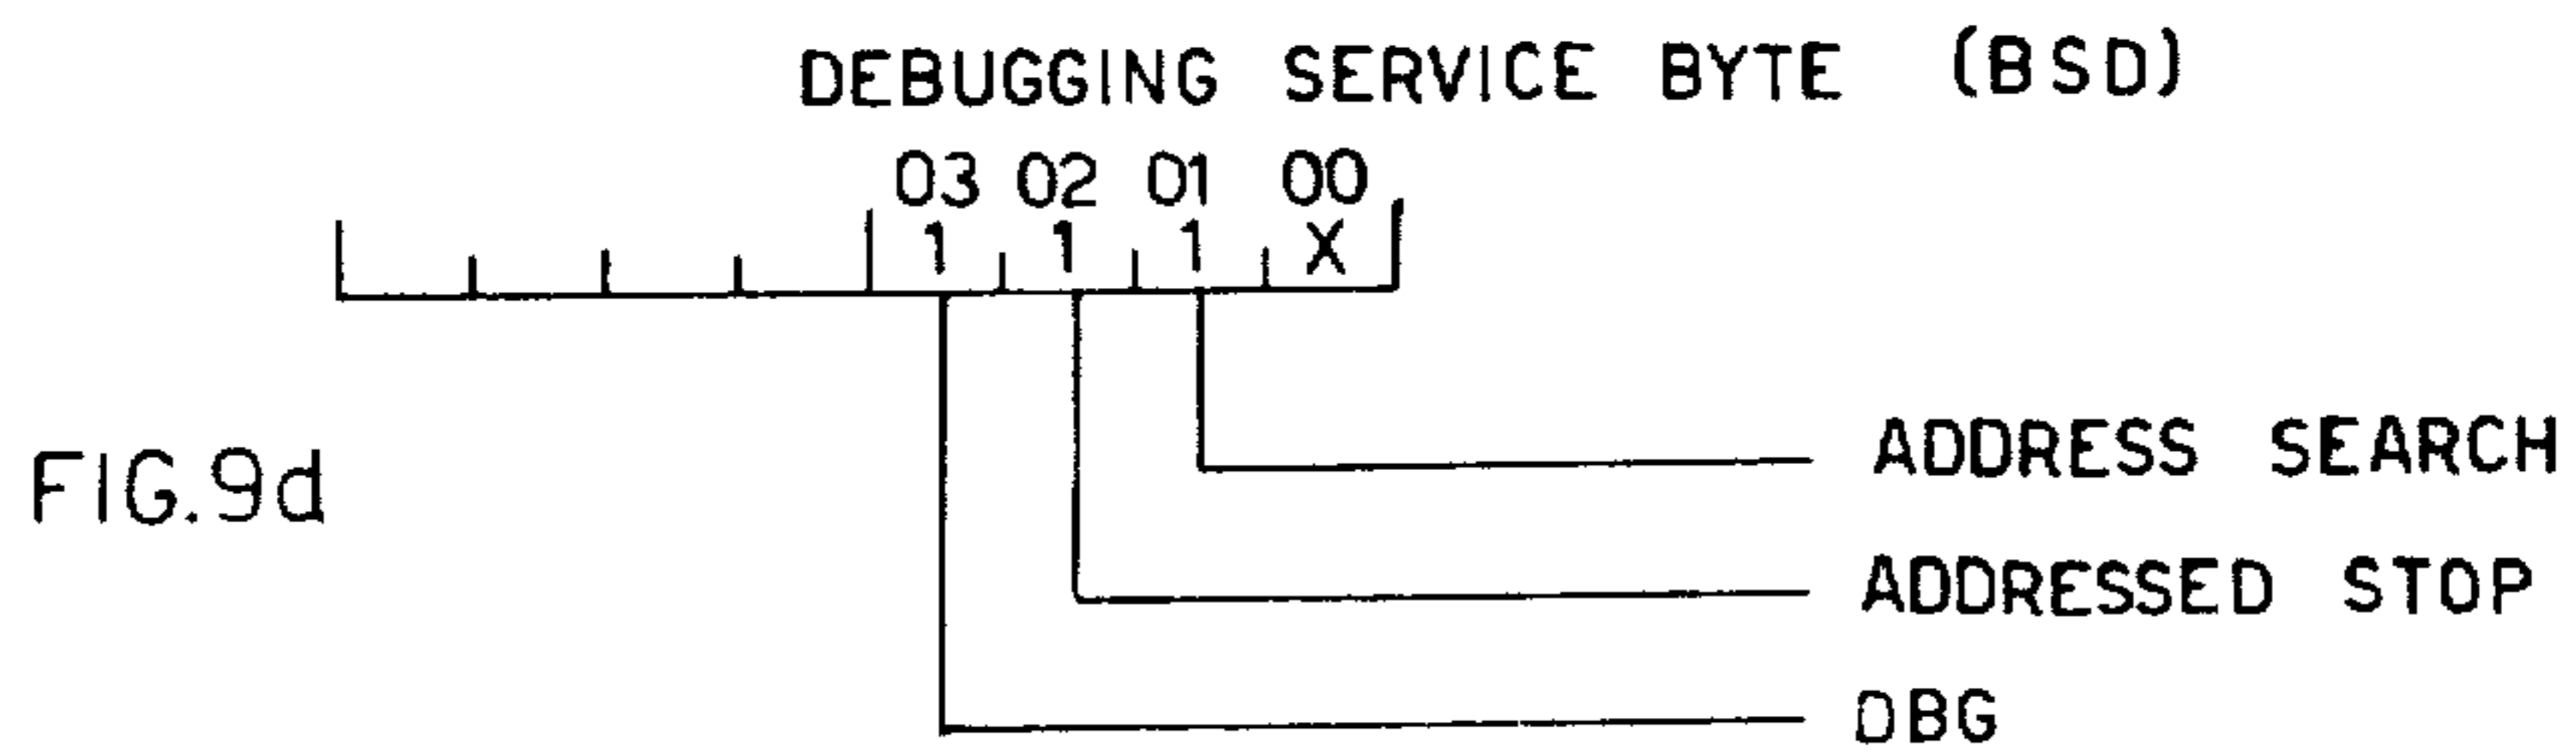 DEBUGGING SERVICE BYTE (BSD)
03 02 01 00
1 1 1 X
ADDRESS SEARCH
FIG.9d
ADDRESSED STOP
DBG